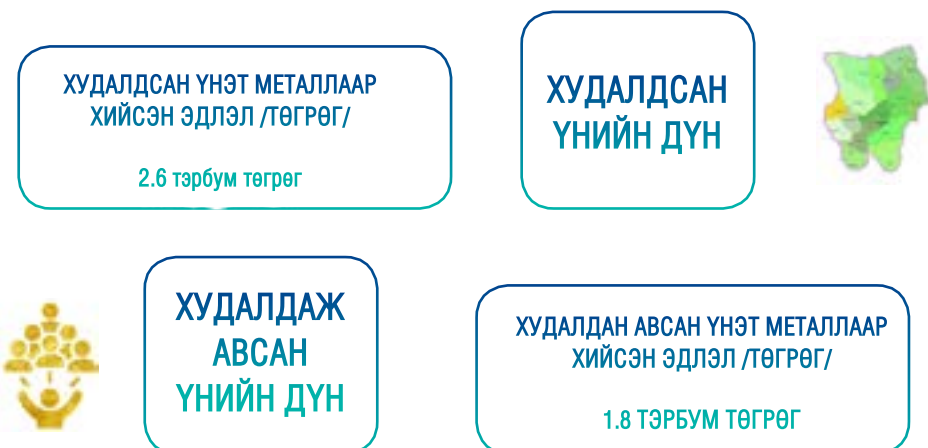 ХУДАЛДСАН ҮНЭТ МЕТАЛЛААР
ХИЙСЭН ЭДЛЭЛ /ТӨГРӨГ/
2.6 тэрбум төгрөг
ХУДАЛДСАН
ҮНИЙН ДҮН
ХУДАЛДАЖ
АВСАН
ҮНИЙН ДҮН
ХУДАЛДАН АВСАН ҮНЭТ МЕТАЛЛААР
ХИЙСЭН ЭДЛЭЛ /ТӨГРӨГ/
1.8 ТЭРБУМ ТӨГРӨГ